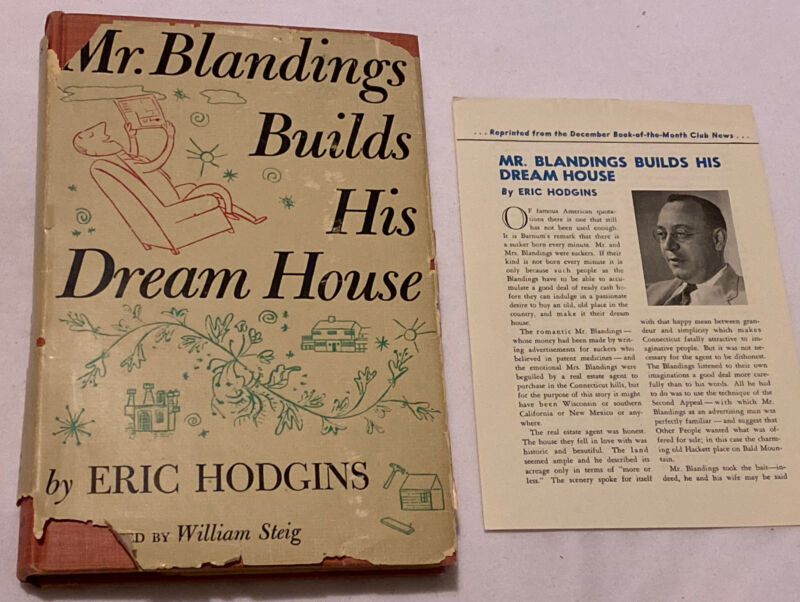 Mr. Blandings
Builds
His
Dream House
by ERIC HODGINS
ED BY William Steig
... Reprinted from the December Book-of-the-Month Club News ...
MR. BLANDINGS BUILDS HIS
DREAM HOUSE
By ERIC HODGINS
OF famous American quota-
tions there is one that still
has not been used enough.
It is Barnum's remark that there is
a sucker born every minute. Mr. and
Mrs. Blandings were suckers. If their
kind is not born every minute it is
only because such people as the
Blandings have to be able to accu-
mulate a good deal of ready cash be-
fore they can indulge in a passionate
desire to buy an old, old place in the
country, and make it their dream
house.
The romantic Mr. Blandings—
whose money had been made by writ-
ing advertisements for suckers who
believed in patent medicines—and
the emotional Mrs. Blandings were
beguiled by a real estate agent to
purchase in the Connecticut hills, but
for the purpose of this story it might
have been Wisconsin or southern
California or New Mexico or any-
where.
The real estate agent was honest.
The house they fell in love with was
historic and beautiful. The land
seemed ample and he described its
acreage only in terms of "more or
less." The scenery spoke for itself
with that happy mean between gran-
deur and simplicity which makes
Connecticut fatally attractive to im-
aginative people. But it was not ne-
cessary for the agent to be dishonest.
The Blandings listened to their own
imaginations a good deal more care-
fully than to his words. All he had
to do was to use the technique of the
Second Appeal—with which Mr.
Blandings as an advertising man was
perfectly familiar—and suggest that
Other People wanted what was of-
fered for sale; in this case the charm-
ing old Hackett place on Bald Moun-
tain.
Mr. Blandings took the bait—in-
deed, he and his wife may be said